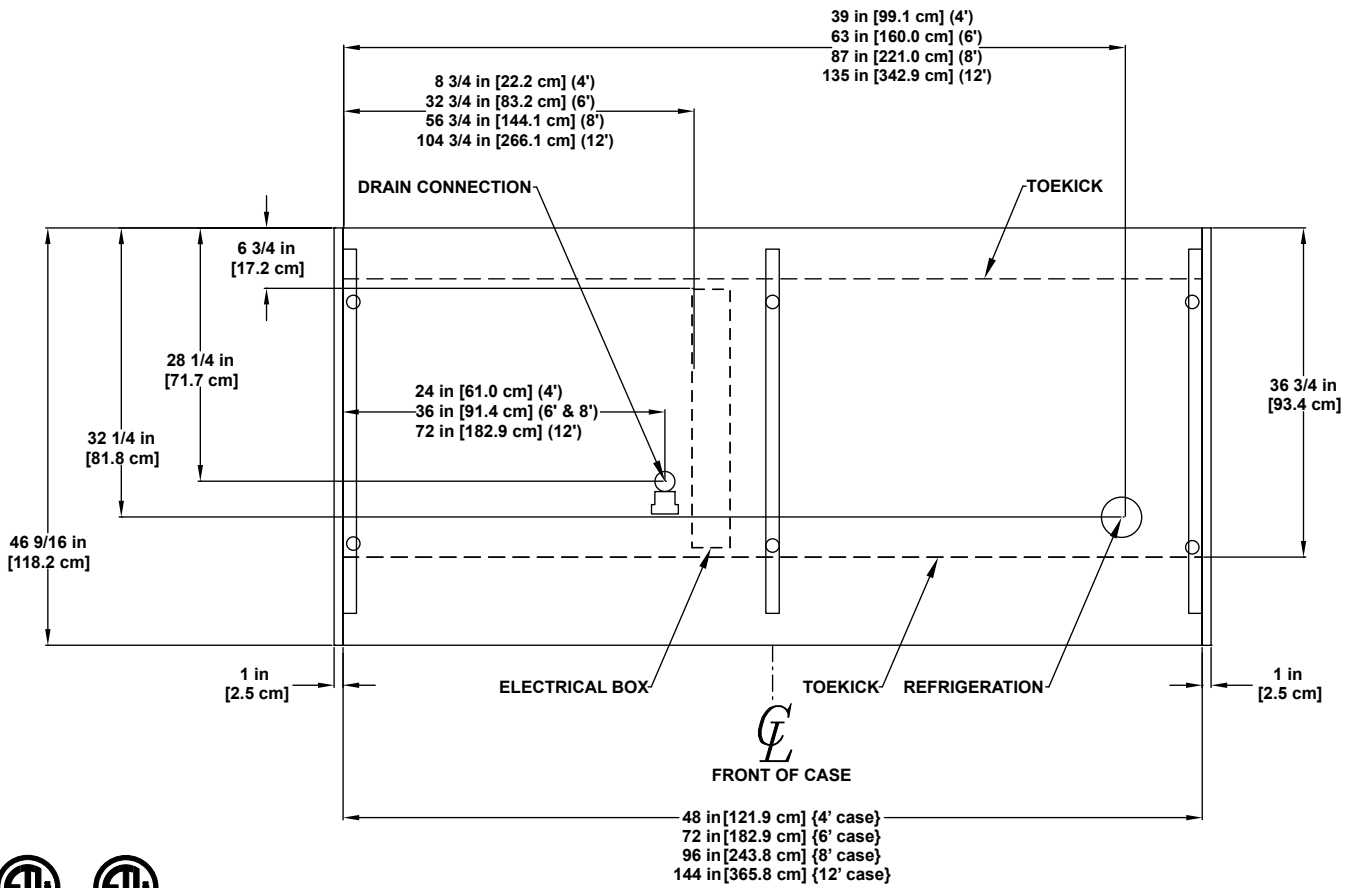 39 in [99.1 cm] (4')
63 in [160.0 cm] (6')
87 in [221.0 cm] (8')
135 in [342.9 cm] (12')
8 3/4 in [22.2 cm] (4')
32 3/4 in [83.2 cm] (6')
56 3/4 in [144.1 cm] (8')
104 3/4 in [266.1 cm] (12')
DRAIN CONNECTION
TOEKICK
6 3/4 in
[17.2 cm]
28 1/4 in
[71.7 cm]
24 in [61.0 cm] (4')
36 in [91.4 cm] (6' & 8')
72 in [182.9 cm] (12')
36 3/4 in
[93.4 cm]
32 1/4 in
[81.8 cm]
46 9/16 in
[118.2 cm]
1 in
[2.5 cm]
ELECTRICAL BOX
TOEKICK
REFRIGERATION
1 in
[2.5 cm]
CL
FRONT OF CASE
48 in [121.9 cm] {4’ case}
72 in [182.9 cm] {6’ case}
96 in [243.8 cm] {8’ case}
144 in [365.8 cm] {12’ case}